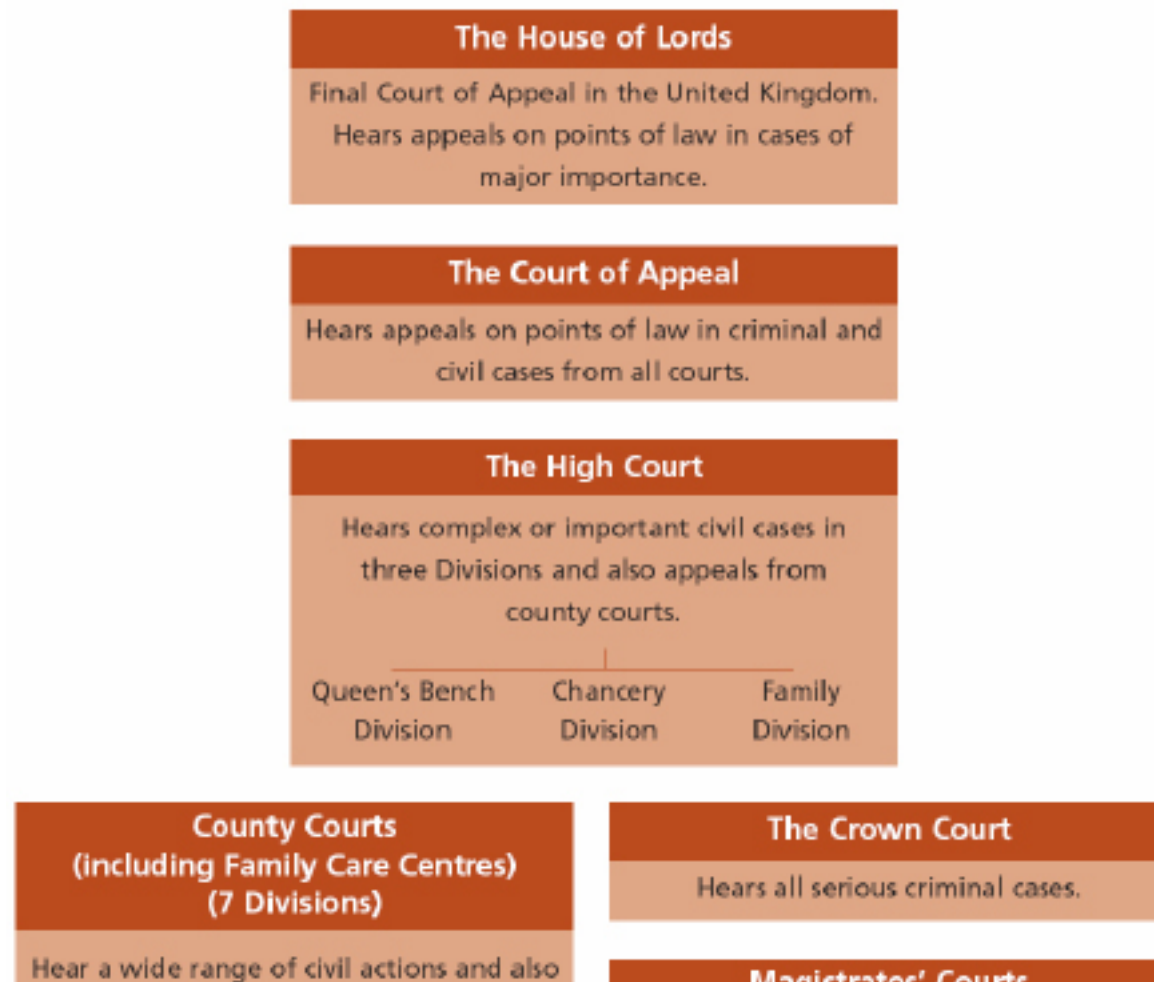 The House of Lords
Final Court of Appeal in the United Kingdom.
Hears appeals on points of law in cases of
major importance.
The Court of Appeal
Hears appeals on points of law in criminal and
civil cases from all courts.
The High Court
Hears complex or important civil cases in
three Divisions and also appeals from
county courts.
Queen's Bench
Division
Chancery
Division
Family
Division
County Courts
(including Family Care Centres)
(7 Divisions)
Hear a wide range of civil actions and also
The Crown Court
Hears all serious criminal cases.
Magistrates' Courts